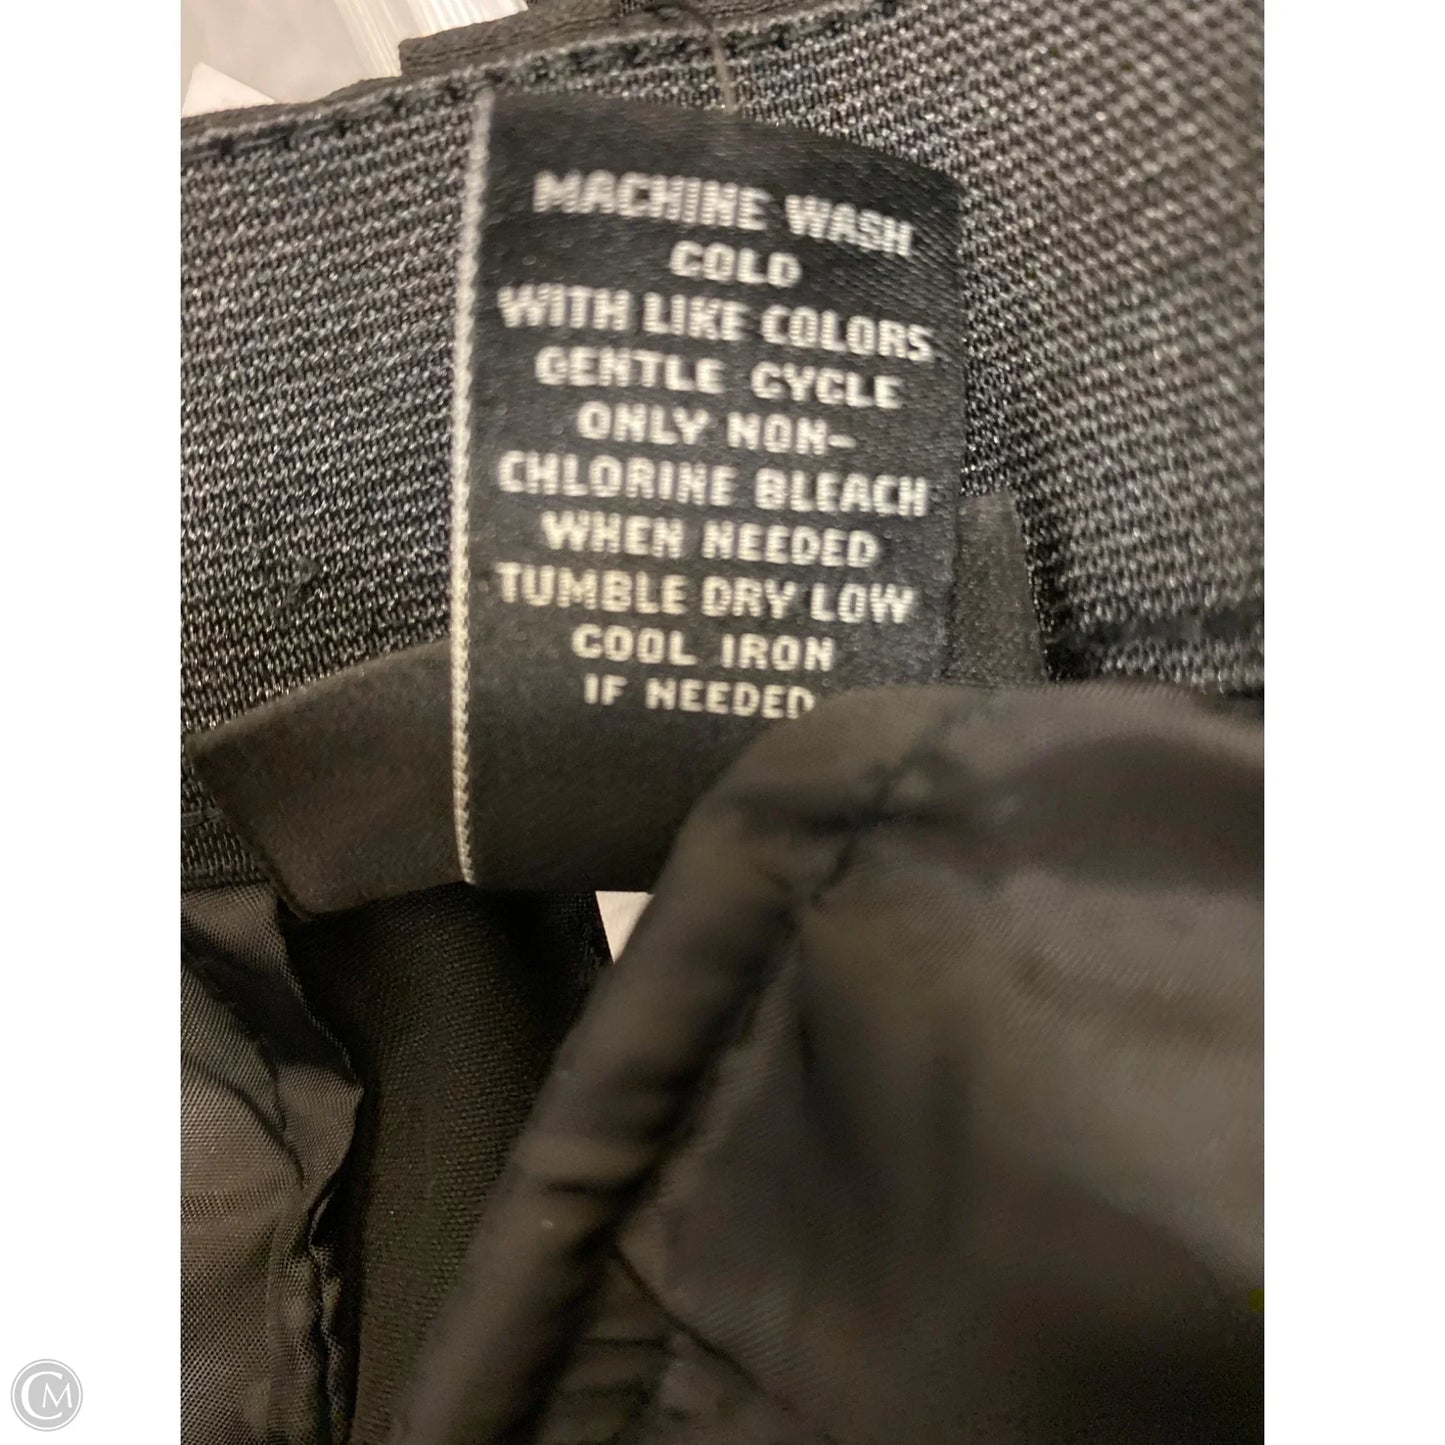 MACHINE WASH
COLD
WITH LIKE COLORS
GENTLE CYCLE
ONLY NON-
CHLORINE BLEACH
WHEN NEEDED
TUMBLE DRY LOW
COOL IRON
IF NEEDED
CM